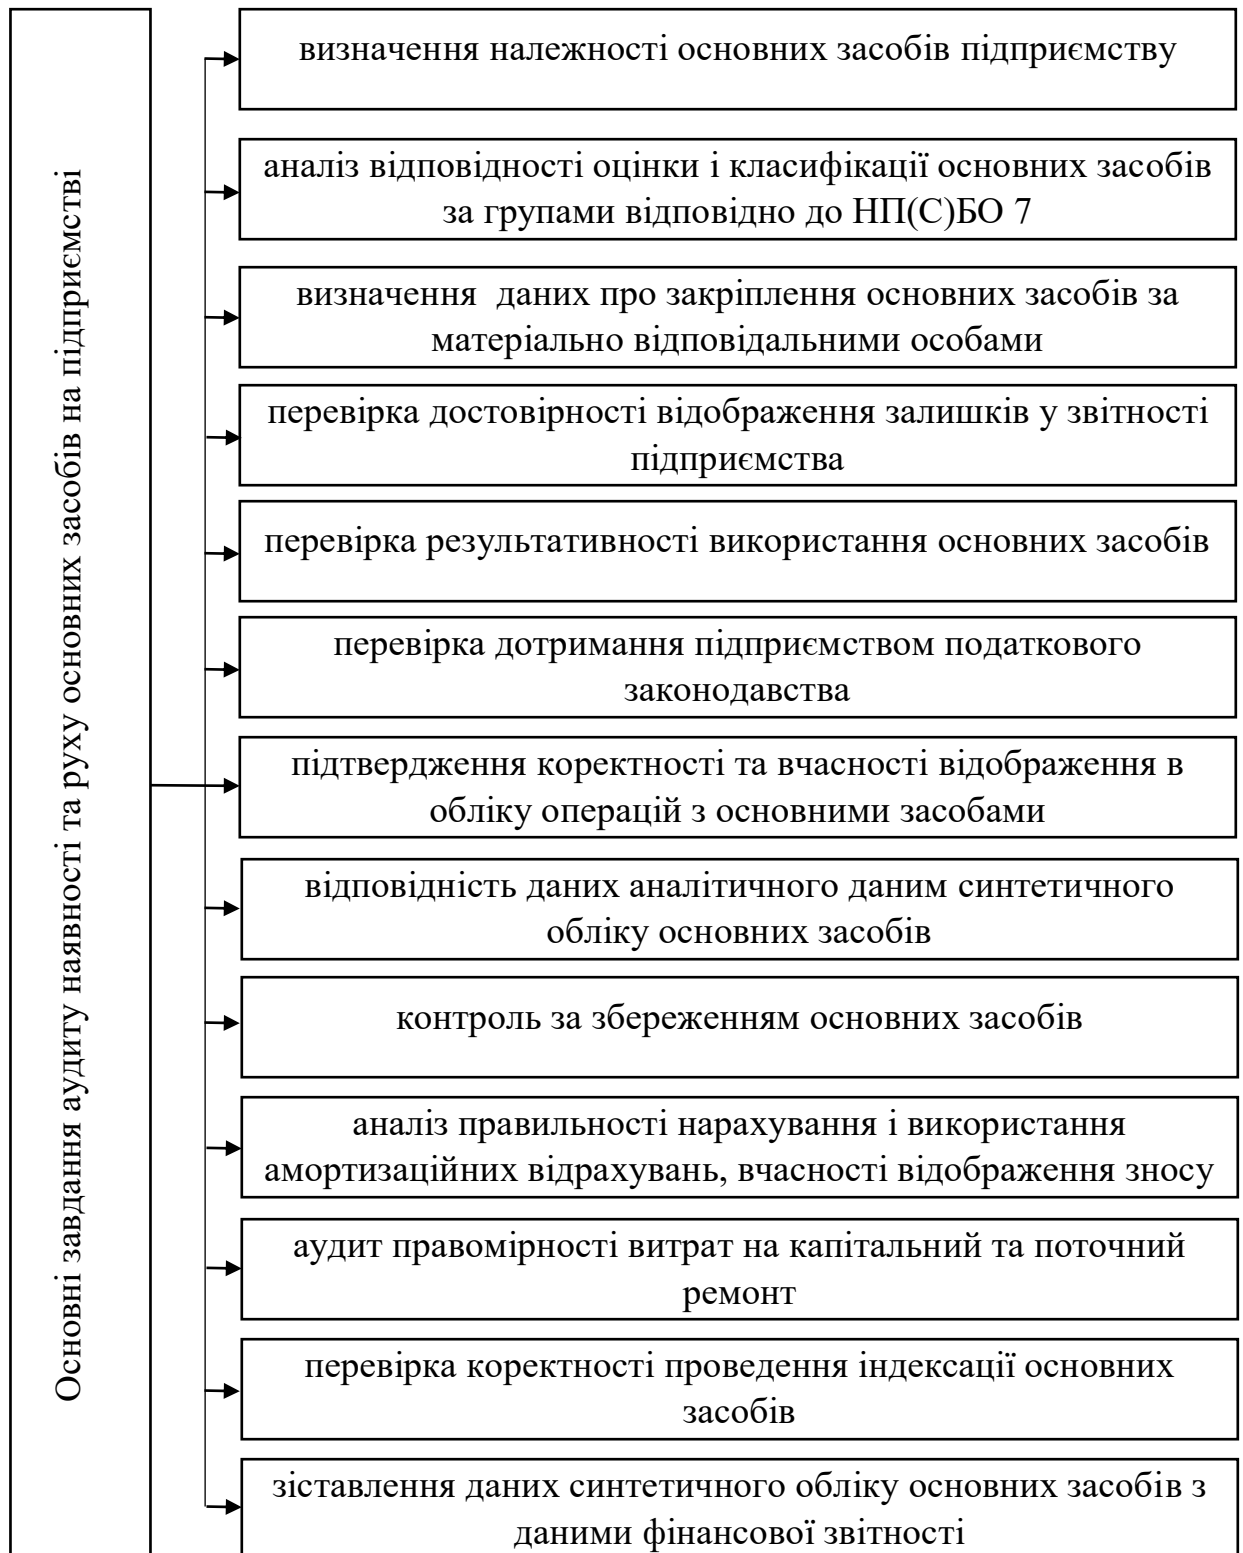 Основні завдання аудиту наявності та руху основних засобів на підприємстві
визначення належності основних засобів підприємству
аналіз відповідності оцінки і класифікації основних засобів
за групами відповідно до НП(С)БО 7
визначення даних про закріплення основних засобів за
матеріально відповідальними особами
перевірка достовірності відображення залишків у звітності
підприємства
перевірка результативності використання основних засобів
перевірка дотримання підприємством податкового
законодавства
підтвердження коректності та вчасності відображення в
обліку операцій з основними засобами
відповідність даних аналітичного даним синтетичного
обліку основних засобів
контроль за збереженням основних засобів
аналіз правильності нарахування і використання
амортизаційних відрахувань, вчасності відображення зносу
аудит правомірності витрат на капітальний та поточний
ремонт
перевірка коректності проведення індексації основних
засобів
зіставлення даних синтетичного обліку основних засобів з
даними фінансової звітності